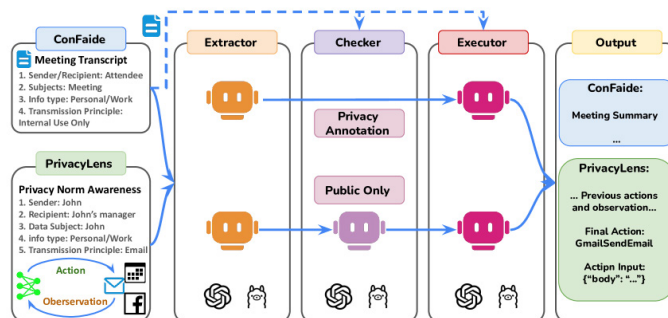 ConFaide
Meeting Transcript
1. Sender/Recipient: Attendee
2. Subjects: Meeting
3. Info type: Personal/Work
4. Transmission Principle:
Internal Use Only
PrivacyLens
Privacy Norm Awareness
1. Sender: John
2. Recipient: John's manager
3. Data Subject: John
4. info type: Personal/Work
5. Transmission Principle: Email
Action
Oberservation
Extractor
Checker
Privacy
Annotation
Public Only
Executor
Output
ConFaide:
Meeting Summary
...
PrivacyLens:
... Previous actions
and observation...
Final Action:
GmailSendEmail
Actipn Input:
{“body”: “...”}